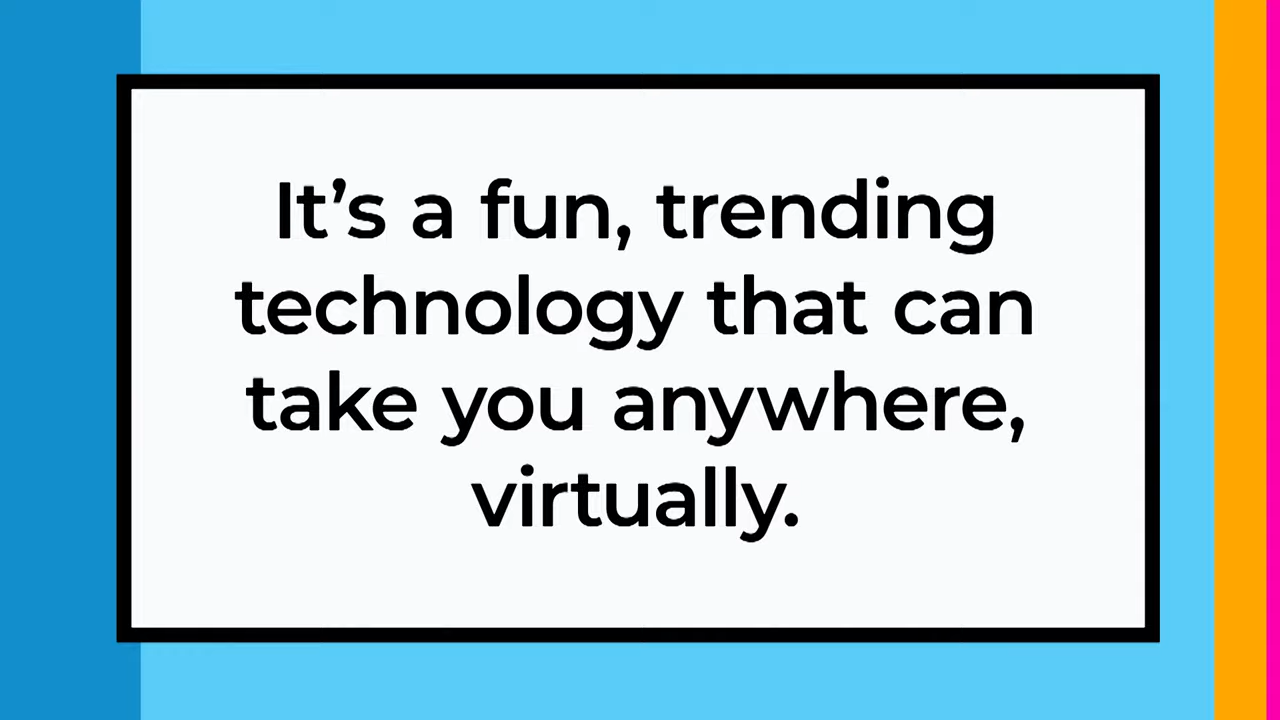 It’s a fun, trending
technology that can
take you anywhere,
virtually.